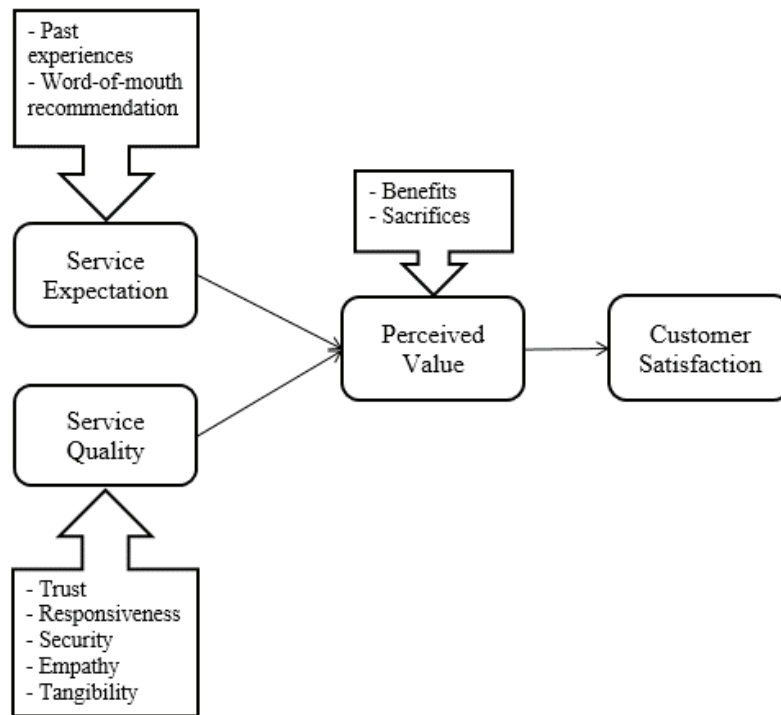 - Past
experiences
- Word-of-mouth
recommendation
Service
Expectation
- Benefits
- Sacrifices
Perceived
Value
Customer
Satisfaction
Service
Quality
- Trust
- Responsiveness
- Security
- Empathy
- Tangibility